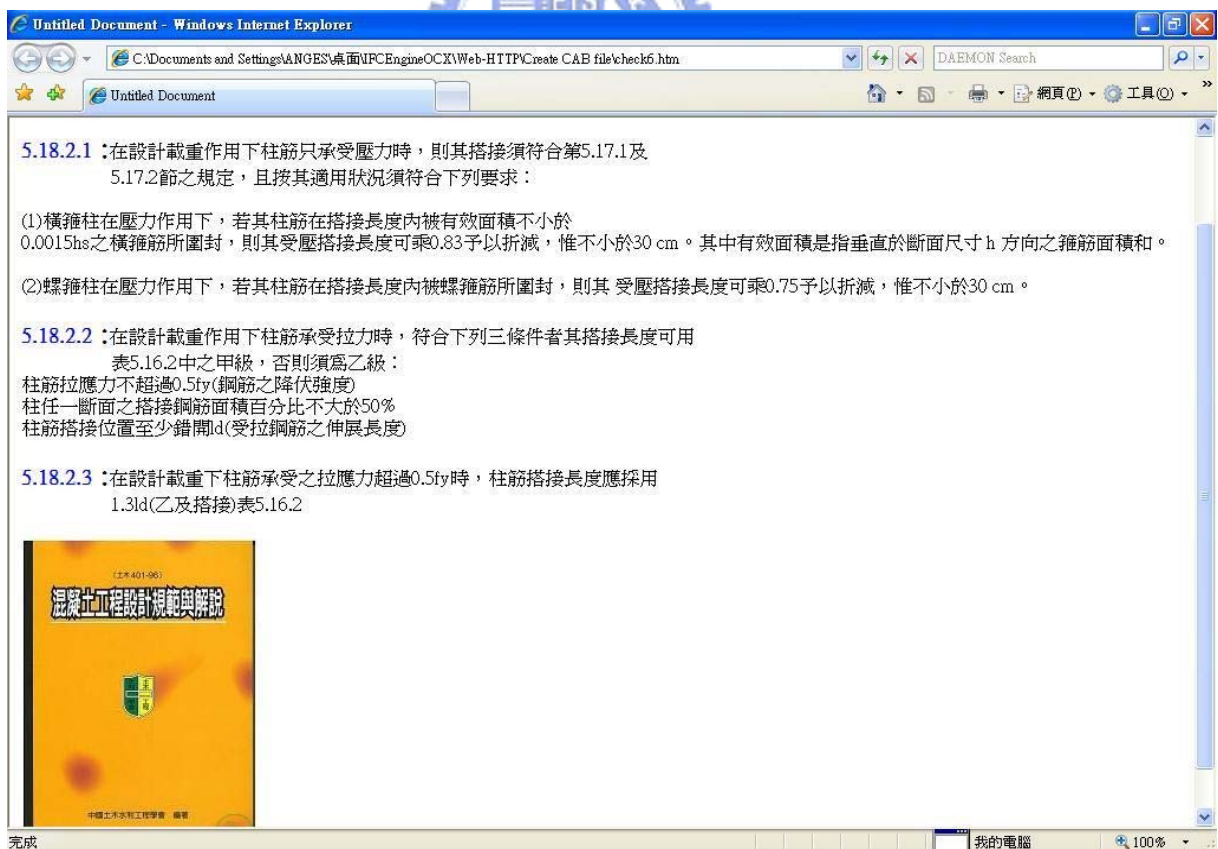 Untitled Document - Windows Internet Explorer
C:\Documents and Settings\ANGES\桌面\IFCEngineOCX\Web-HTTP\Create CAB file\check6.htm
DAEMON Search
Untitled Document
網頁(P)
工具(O)
5.18.2.1：在設計載重作用下柱筋只承受壓力時，則其搭接須符合第5.17.1及
5.17.2節之規定，且按其適用狀況須符合下列要求：
(1)橫箍柱在壓力作用下，若其柱筋在搭接長度內被有效面積不小於
0.0015hs之橫箍筋所圍封，則其受壓搭接長度可乘0.83予以折減，惟不小於30 cm。其中有效面積是指垂直於斷面尺寸 h 方向之箍筋面積和。
(2)螺箍柱在壓力作用下，若其柱筋在搭接長度內被螺箍筋所圍封，則其 受壓搭接長度可乘0.75予以折減，惟不小於30 cm。
5.18.2.2：在設計載重作用下柱筋承受拉力時，符合下列三條件者其搭接長度可用
表5.16.2中之甲級，否則須為乙級：
柱筋拉應力不超過0.5fy(鋼筋之降伏強度)
柱任一斷面之搭接鋼筋面積百分比不大於50%
柱筋搭接位置至少錯開ld(受拉鋼筋之伸展長度)
5.18.2.3：在設計載重下柱筋承受之拉應力超過0.5fy時，柱筋搭接長度應採用
1.3ld(乙及搭接)表5.16.2
(土木 401-96)
混凝土工程設計規範與解說
中國土木水利工程學會 編著
完成
我的電腦
100%